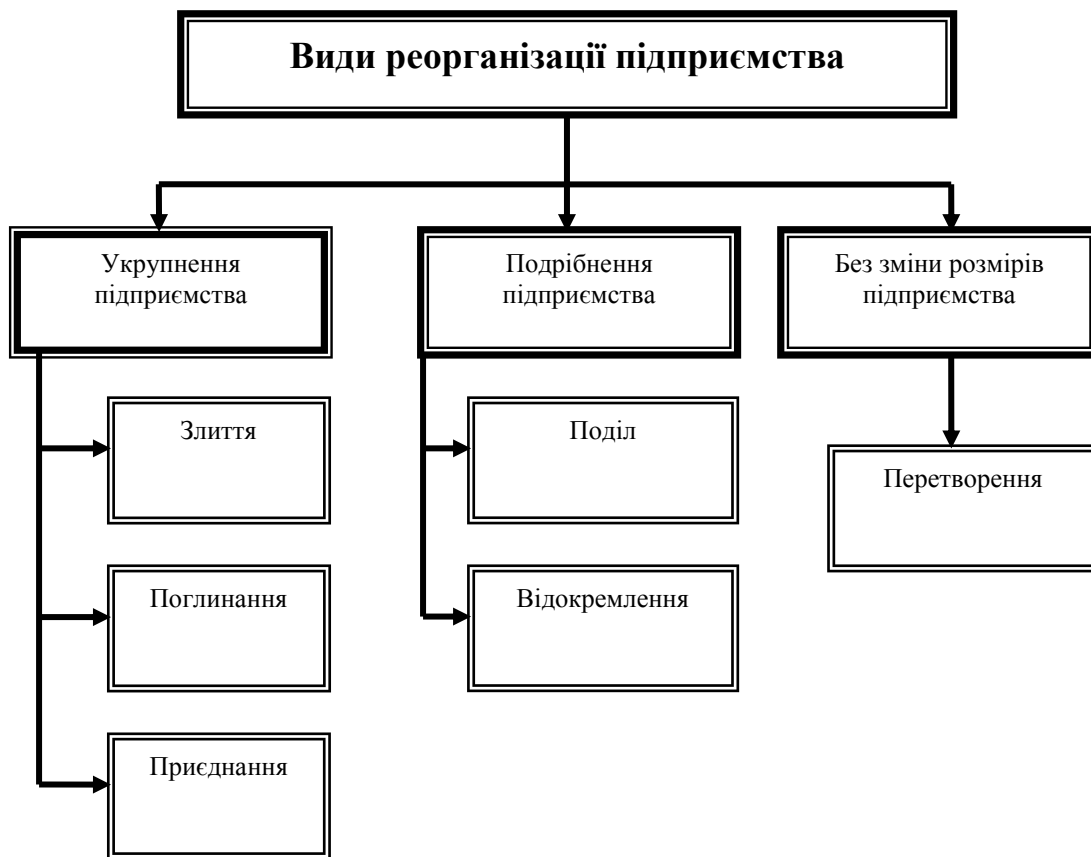 Види реорганізації підприємства
Укрупнення
підприємства
Подрібнення
підприємства
Без зміни розмірів
підприємства
Злиття
Поділ
Перетворення
Поглинання
Відокремлення
Приєднання